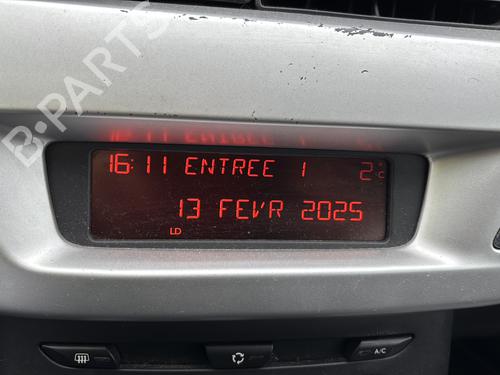 B-PARTS
16:11 ENTREE 1 2°C
13 FEVR 2025
LD
A/C